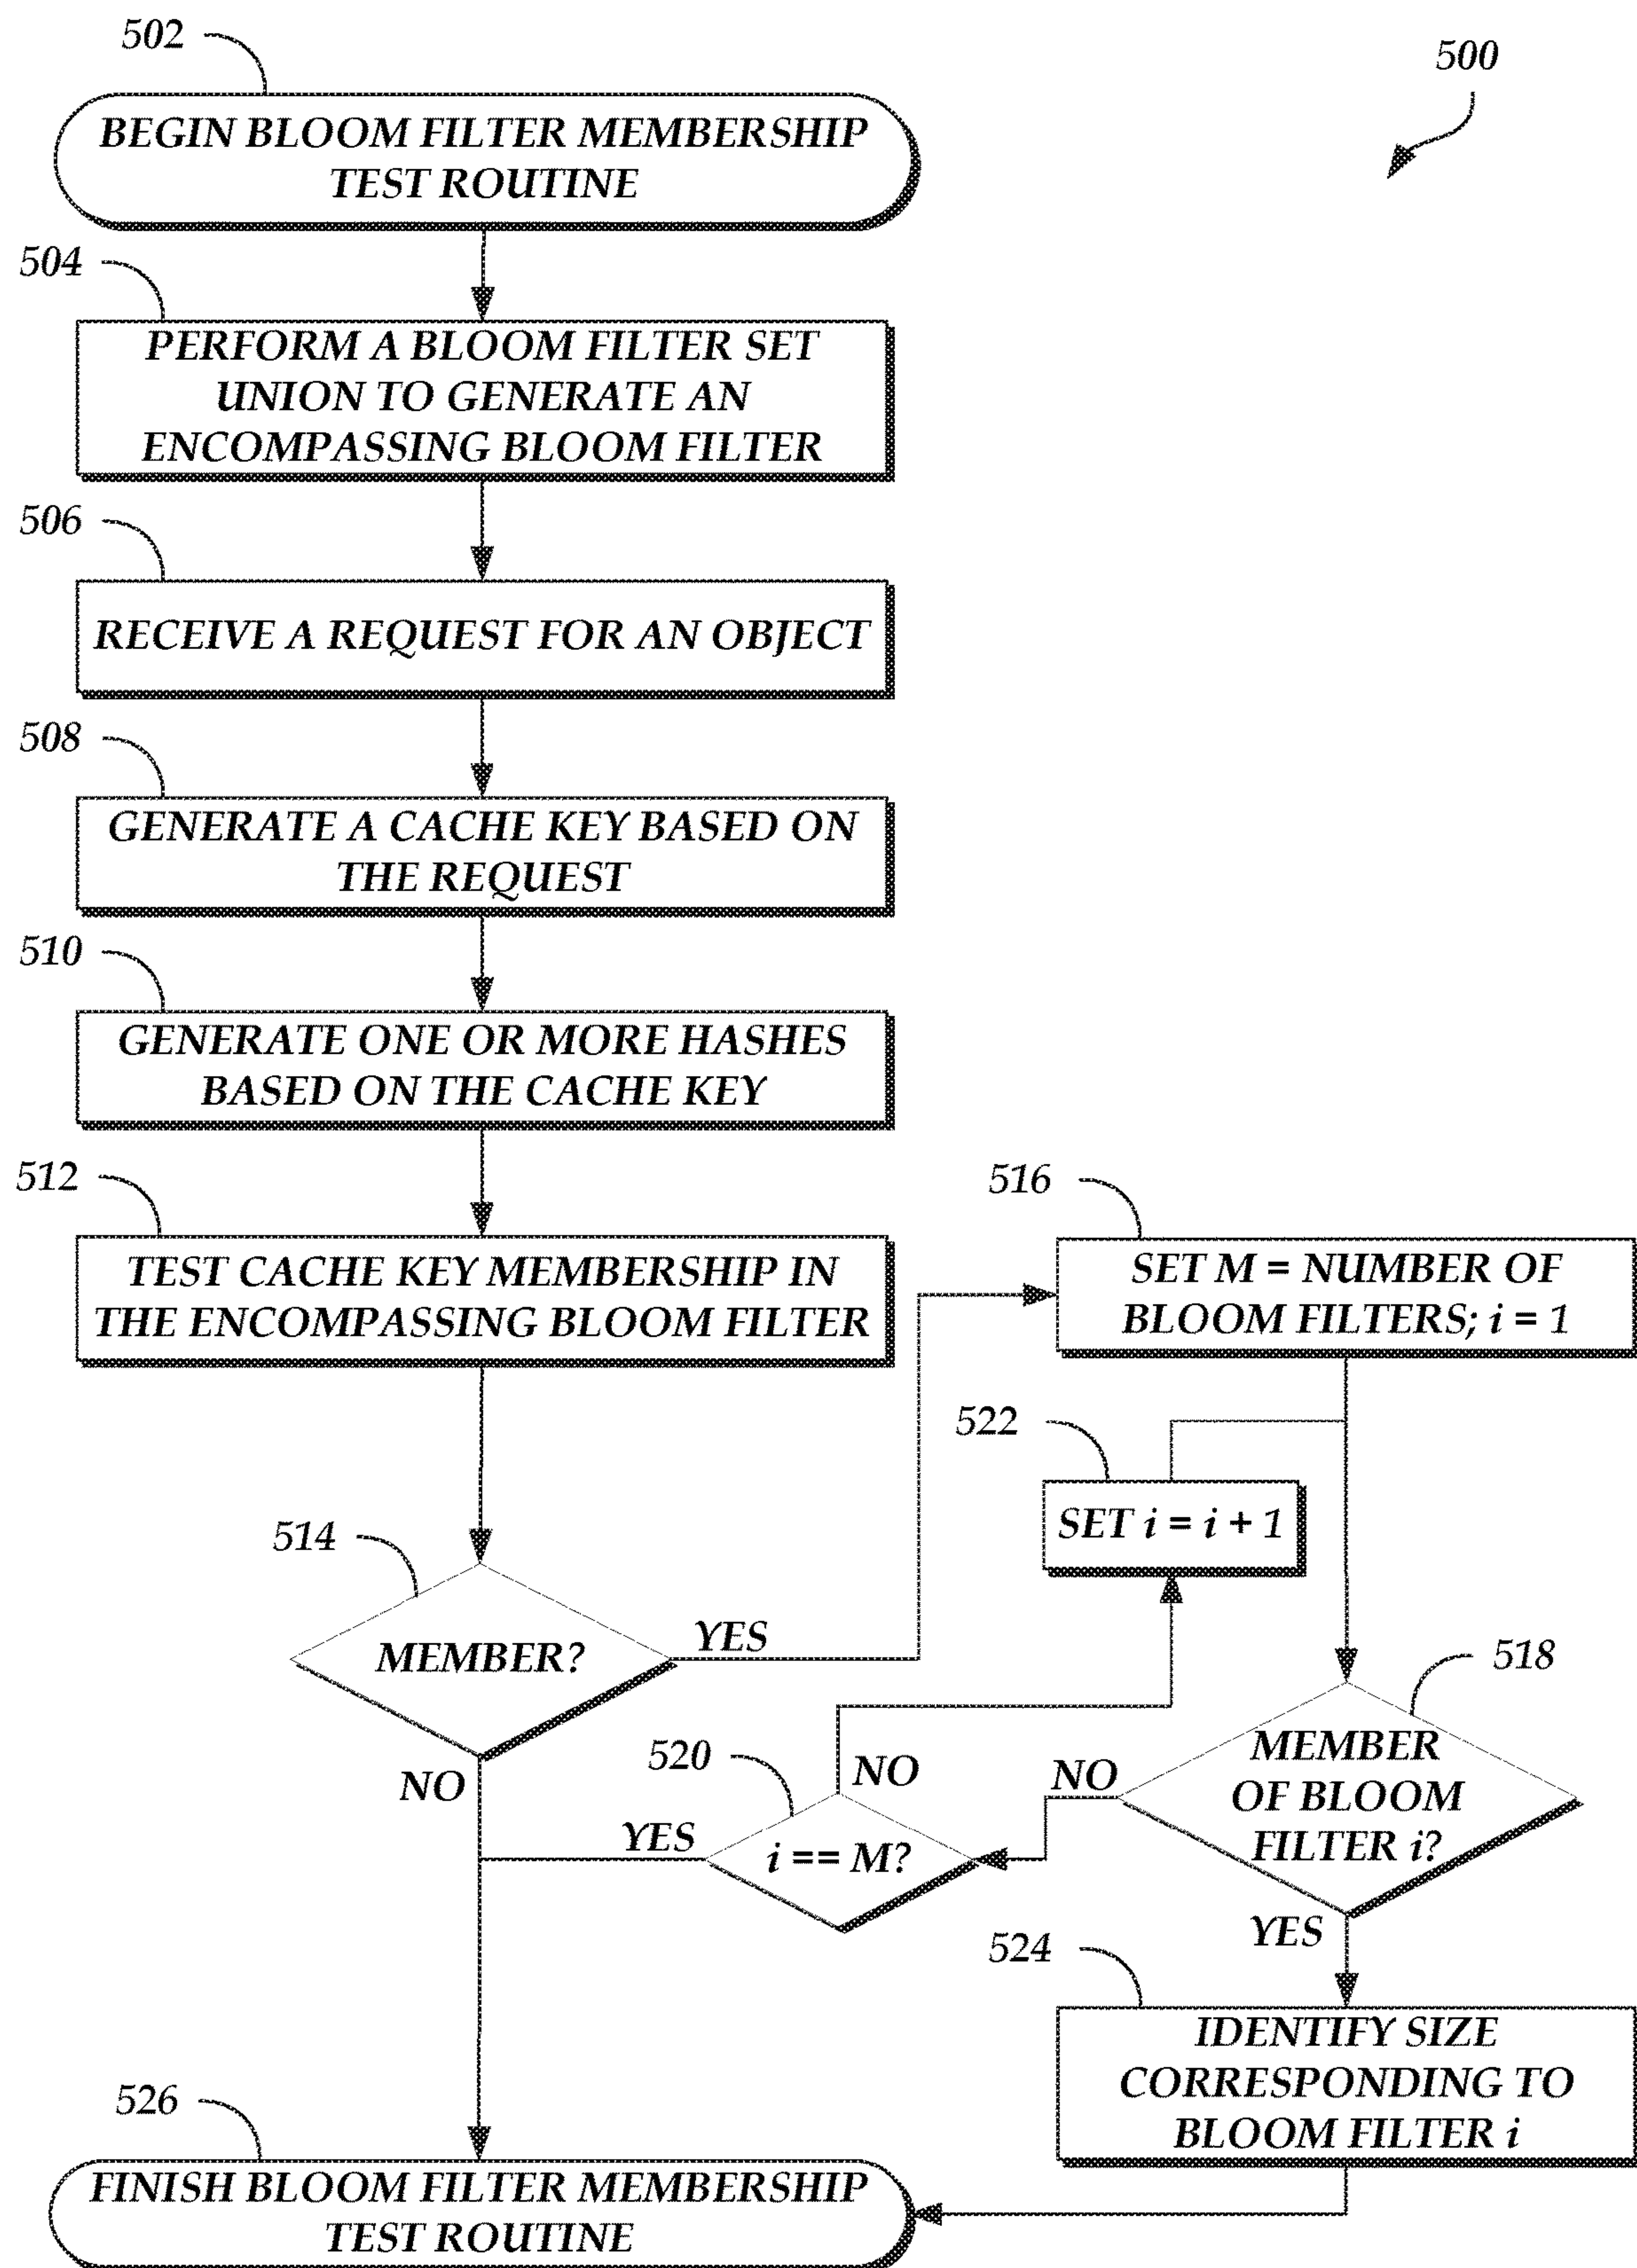 502
500
BEGIN BLOOM FILTER MEMBERSHIP
TEST ROUTINE
504
PERFORM A BLOOM FILTER SET
UNION TO GENERATE AN
ENCOMPASSING BLOOM FILTER
506
RECEIVE A REQUEST FOR AN OBJECT
508
GENERATE A CACHE KEY BASED ON
THE REQUEST
510
GENERATE ONE OR MORE HASHES
BASED ON THE CACHE KEY
512
TEST CACHE KEY MEMBERSHIP IN
THE ENCOMPASSING BLOOM FILTER
514
MEMBER?
YES
NO
516
SET M = NUMBER OF
BLOOM FILTERS; i = 1
522
SET i = i + 1
518
MEMBER
OF BLOOM
FILTER i?
NO
YES
520
i == M?
NO
YES
524
IDENTIFY SIZE
CORRESPONDING TO
BLOOM FILTER i
526
FINISH BLOOM FILTER MEMBERSHIP
TEST ROUTINE